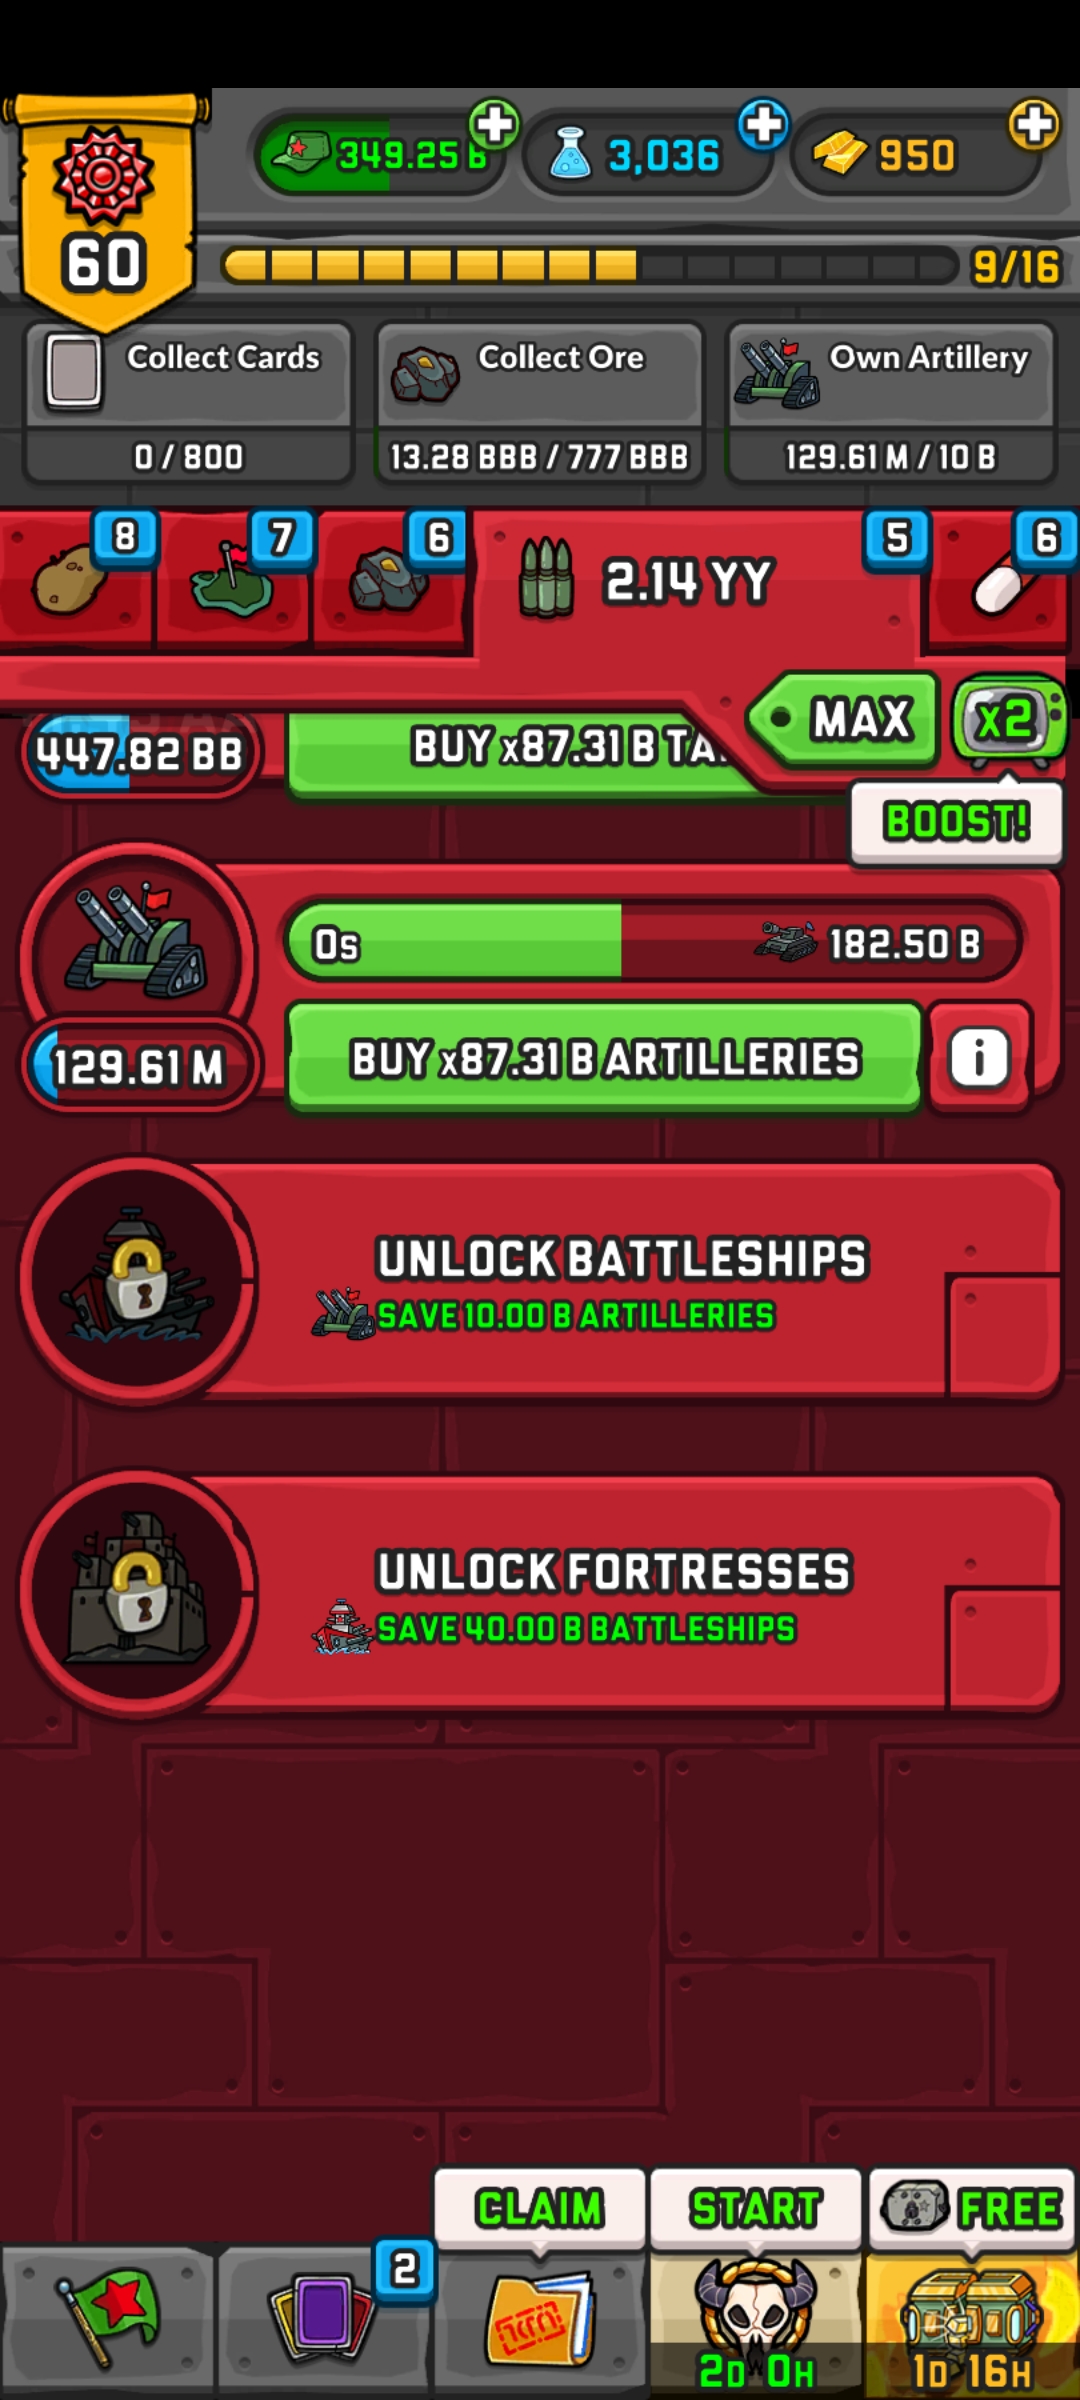 349.25 B
3,036
950
60
9/16
Collect Cards
0 / 800
Collect Ore
13.28 BBB / 777 BBB
Own Artillery
129.61 M / 10 B
8
7
6
2.14 YY
5
6
MAX
x2
BOOST!
447.82 BB
BUY x87.31 B TA
0s
182.50 B
129.61 M
BUY x87.31 B ARTILLERIES
i
UNLOCK BATTLESHIPS
SAVE 10.00 B ARTILLERIES
UNLOCK FORTRESSES
SAVE 40.00 B BATTLESHIPS
CLAIM
START
FREE
2
2D 0H
1D 16H